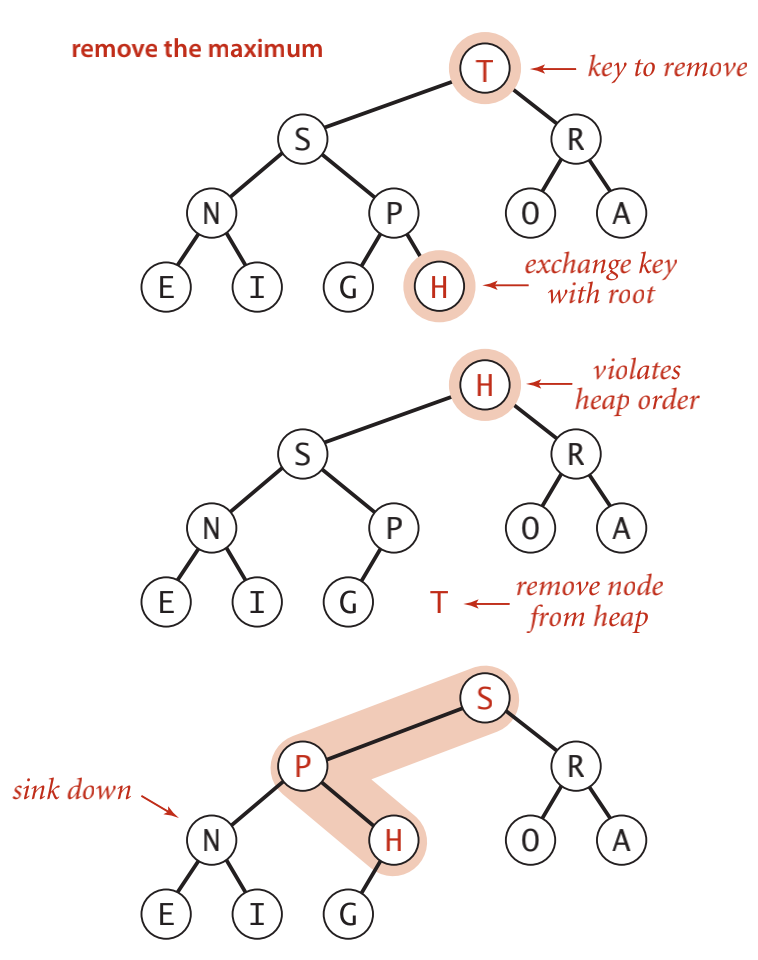 remove the maximum
T
key to remove
S
R
N
P
O
A
E
I
G
H
exchange key
with root
H
violates
heap order
S
R
N
P
O
A
E
I
G
T
remove node
from heap
S
P
R
sink down
N
H
O
A
E
I
G